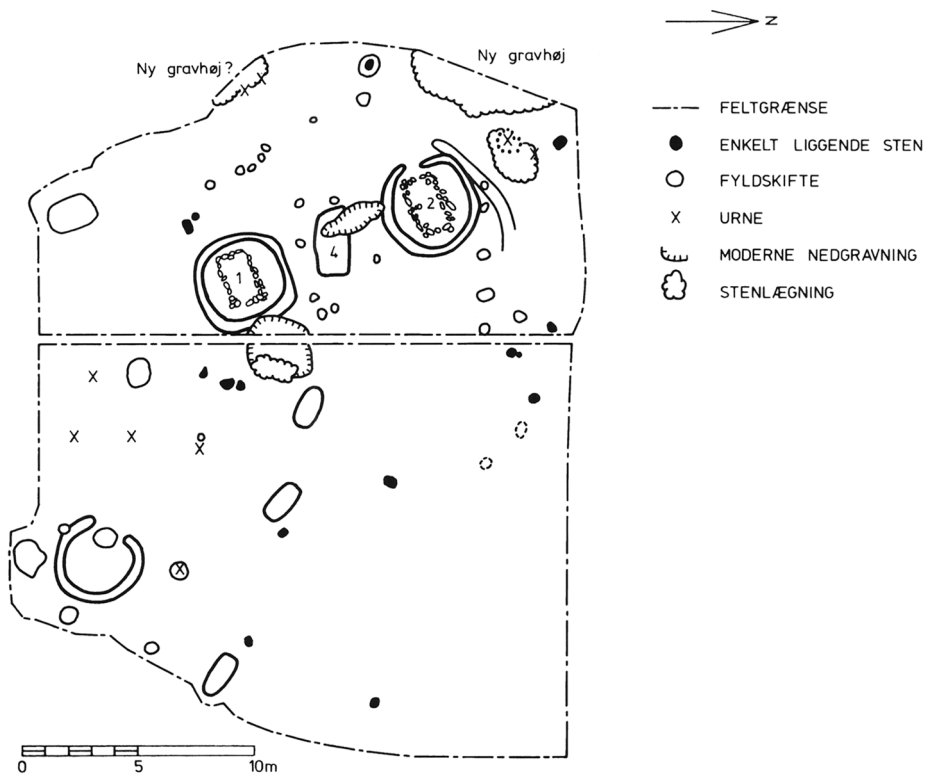 N
Ny gravhøj?
Ny gravhøj
FELTGRÆNSE
ENKELT LIGGENDE STEN
FYLDSKIFTE
X URNE
MODERNE NEDGRAVNING
STENLÆGNING
1
2
4
0 5 10m